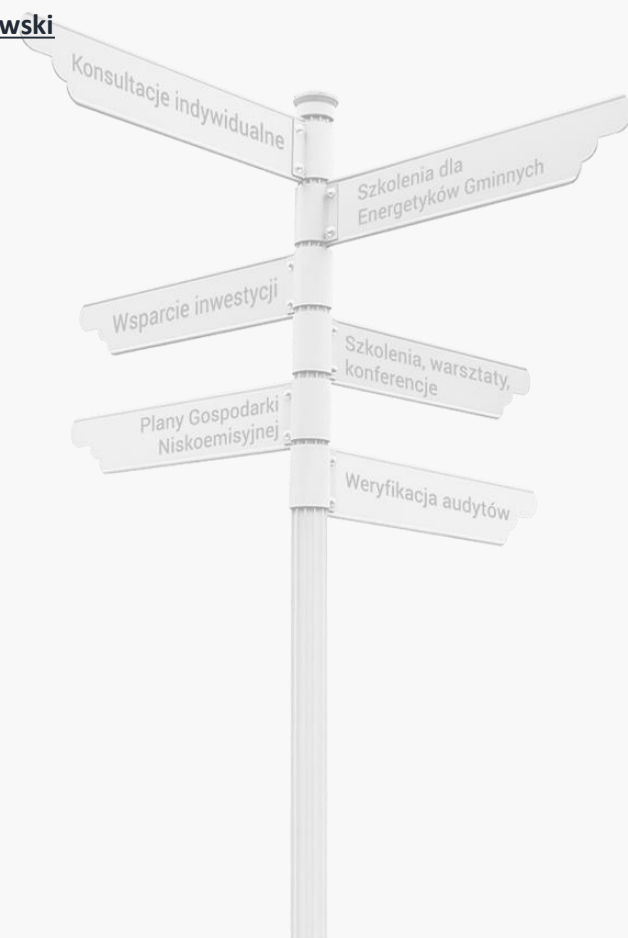 wski
Konsultacje indywidualne
Szkolenia dla
Energetyków Gminnych
Wsparcie inwestycji
Szkolenia, warsztaty,
konferencje
Plany Gospodarki
Niskoemisyjnej
Weryfikacja audytów